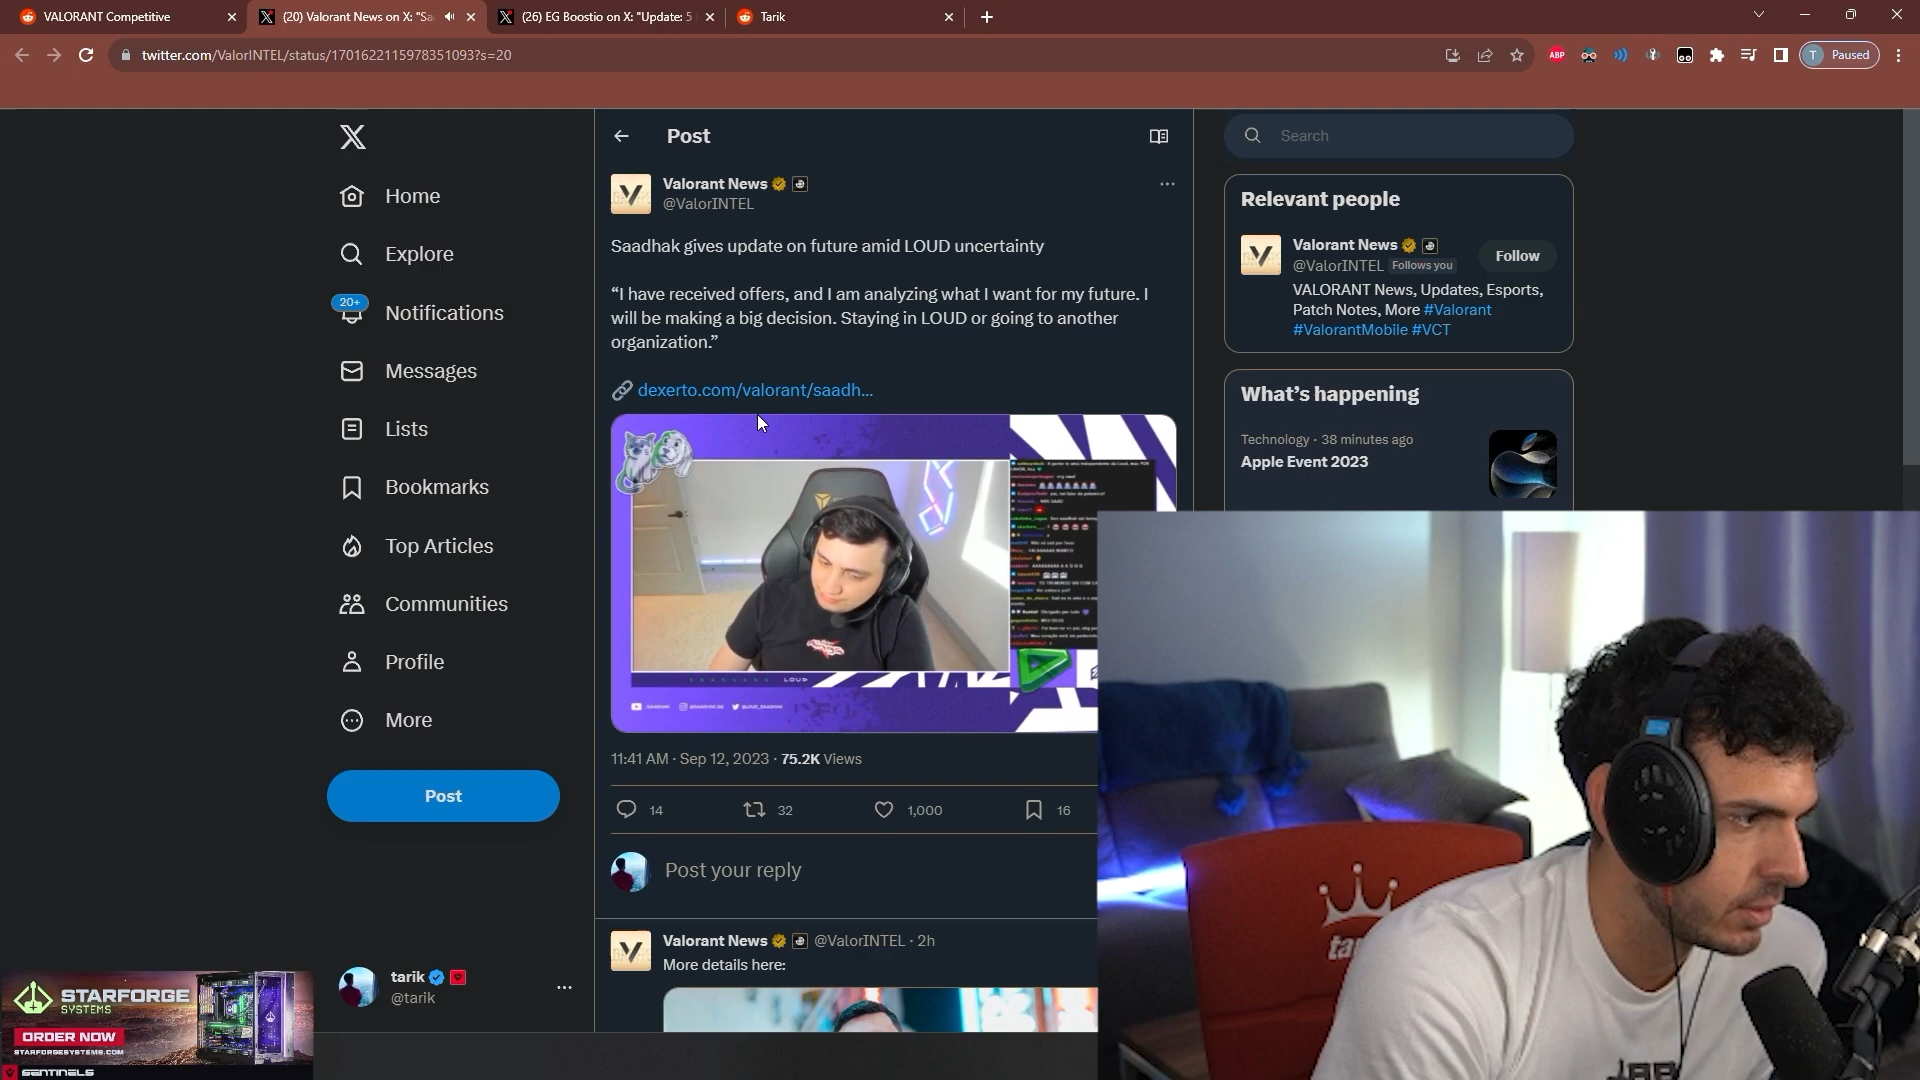 VALORANT Competitive
(20) Valorant News on X: "Sa
(26) EG Boostio on X: "Update: 5
Tarik
twitter.com/ValorINTEL/status/1701622115978351093?s=20
ABP
T Paused
Home
Explore
20+
Notifications
Messages
Lists
Bookmarks
Top Articles
Communities
Profile
More
Post
tarik
@tarik
STARFORGE
SYSTEMS
ORDER NOW
STARFORGESYSTEMS.COM
SENTINELS
Post
Valorant News
@ValorINTEL
Saadhak gives update on future amid LOUD uncertainty
“I have received offers, and I am analyzing what I want for my future. I
will be making a big decision. Staying in LOUD or going to another
organization.”
dexerto.com/valorant/saadh...
LOUD
/SAADHAK
11:41 AM · Sep 12, 2023 · 75.2K Views
14
32
1,000
16
Post your reply
Valorant News @ValorINTEL · 2h
More details here:
Search
Relevant people
Valorant News
@ValorINTEL Follows you
Follow
VALORANT News, Updates, Esports,
Patch Notes, More #Valorant
#ValorantMobile #VCT
What’s happening
Technology · 38 minutes ago
Apple Event 2023